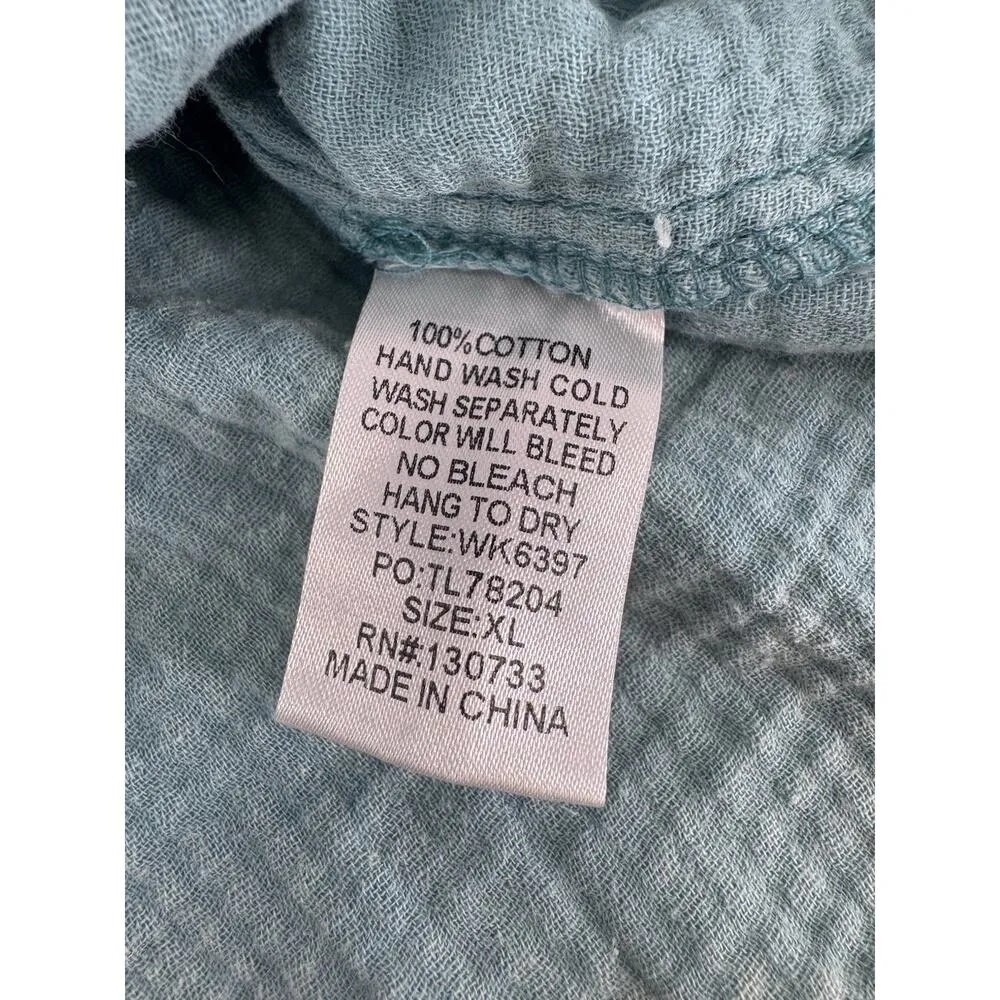 100% COTTON
HAND WASH COLD
WASH SEPARATELY
COLOR WILL BLEED
NO BLEACH
HANG TO DRY
STYLE:WK6397
PO:TL78204
SIZE:XL
RN#:130733
MADE IN CHINA